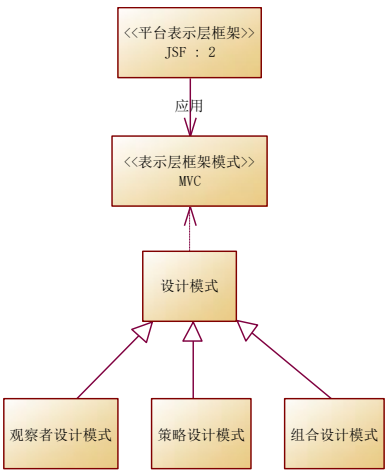 <<平台表示层框架>>
JSF : 2
应用
<<表示层框架模式>>
MVC
设计模式
观察者设计模式
策略设计模式
组合设计模式